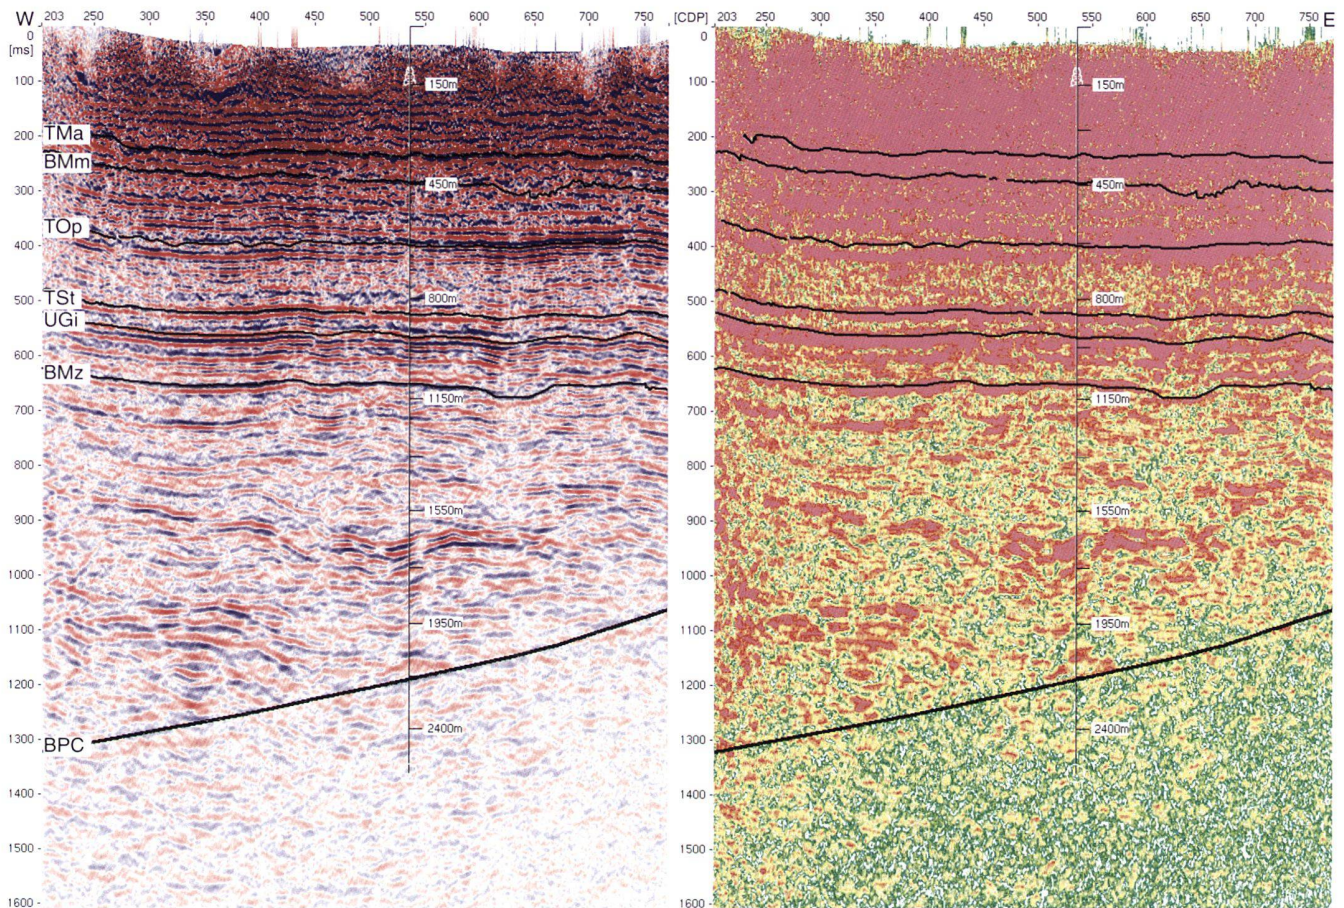 W 203 250 300 350 400 450 500 550 600 650 700 750
0
[ms]
100
200
300
400
500
600
700
800
900
1000
1100
1200
1300
1400
1500
1600
TMa
BMm
TOp
TSt
UGi
BMz
BPC
150m
450m
800m
1150m
1550m
1950m
2400m
[CDP] 203 250 300 350 400 450 500 550 600 650 700 750 E
0
[ms]
100
200
300
400
500
600
700
800
900
1000
1100
1200
1300
1400
1500
1600
150m
450m
800m
1150m
1550m
1950m
2400m